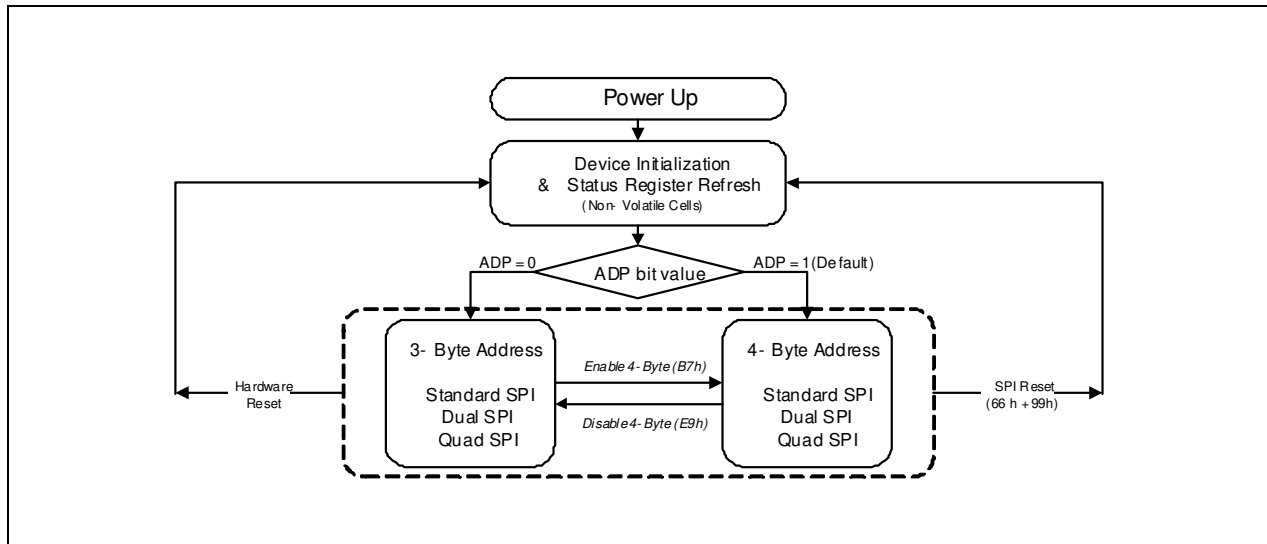 Power Up
Device Initialization
& Status Register Refresh
(Non- Volatile Cells)
ADP = 0
ADP bit value
ADP = 1(Default)
3- Byte Address
Standard SPI
Dual SPI
Quad SPI
Enable 4- Byte (B7h)
Disable 4- Byte (E9h)
4- Byte Address
Standard SPI
Dual SPI
Quad SPI
Hardware
Reset
SPI Reset
(66 h + 99h)